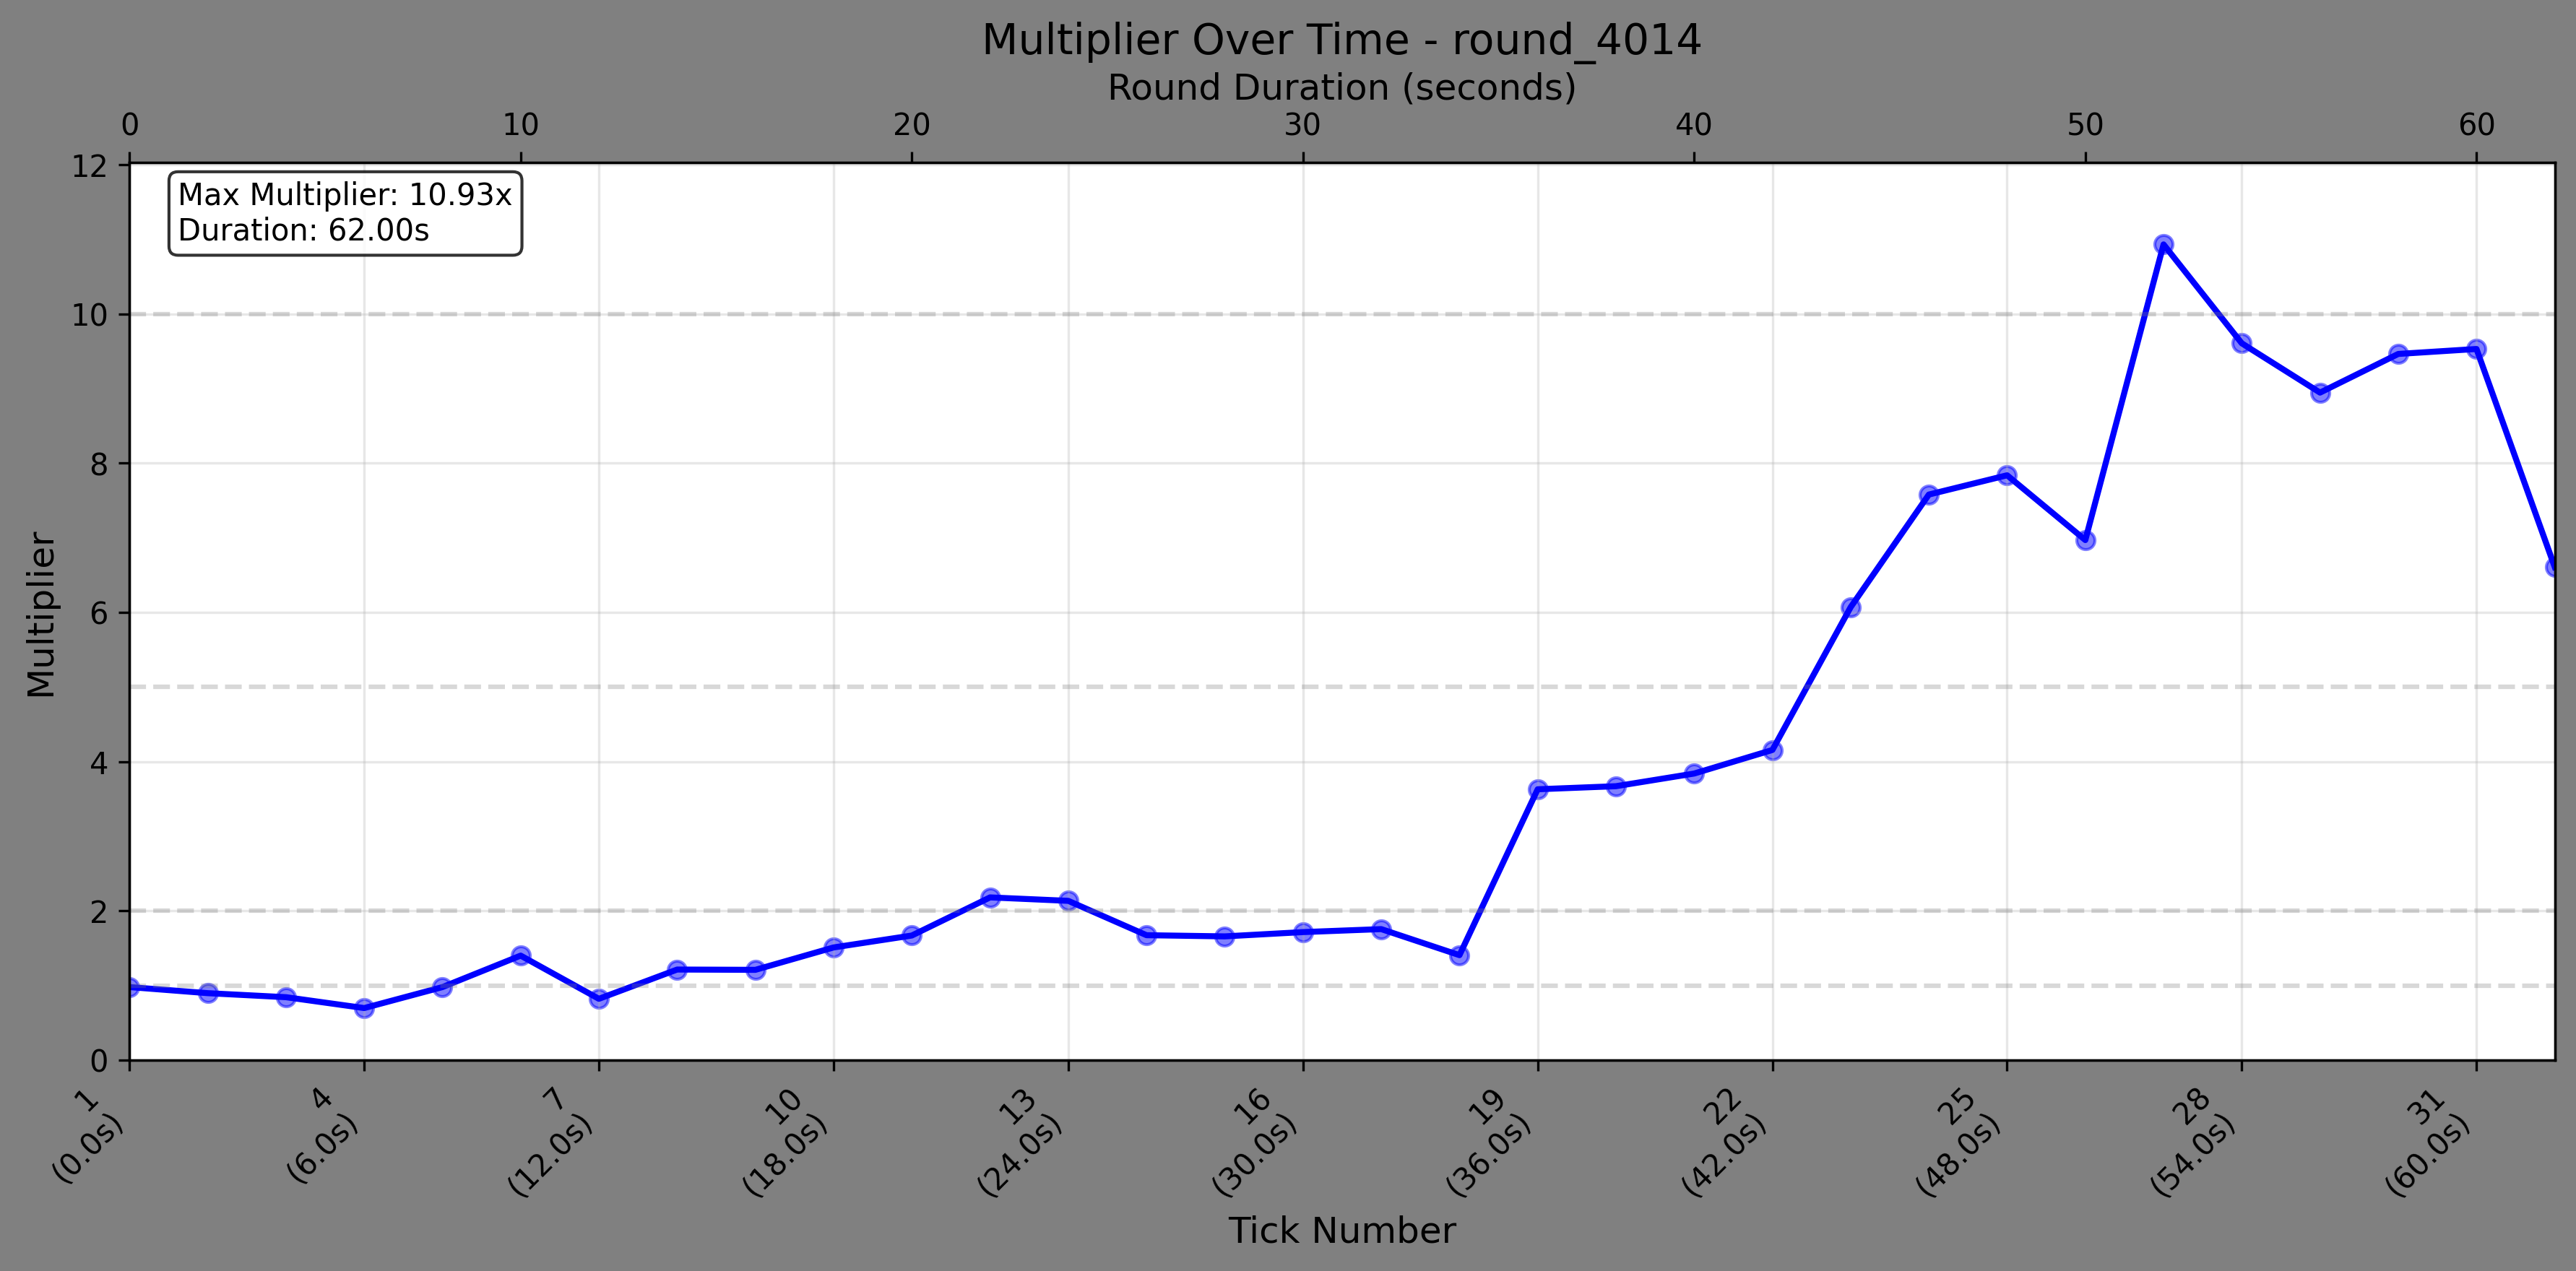 Multiplier Over Time - round_4014
Round Duration (seconds)
0 10 20 30 40 50 60
Max Multiplier: 10.93x
Duration: 62.00s
12
10
8
6
4
2
0
Multiplier
1
(0.0s)
4
(6.0s)
7
(12.0s)
10
(18.0s)
13
(24.0s)
16
(30.0s)
19
(36.0s)
22
(42.0s)
25
(48.0s)
28
(54.0s)
31
(60.0s)
Tick Number